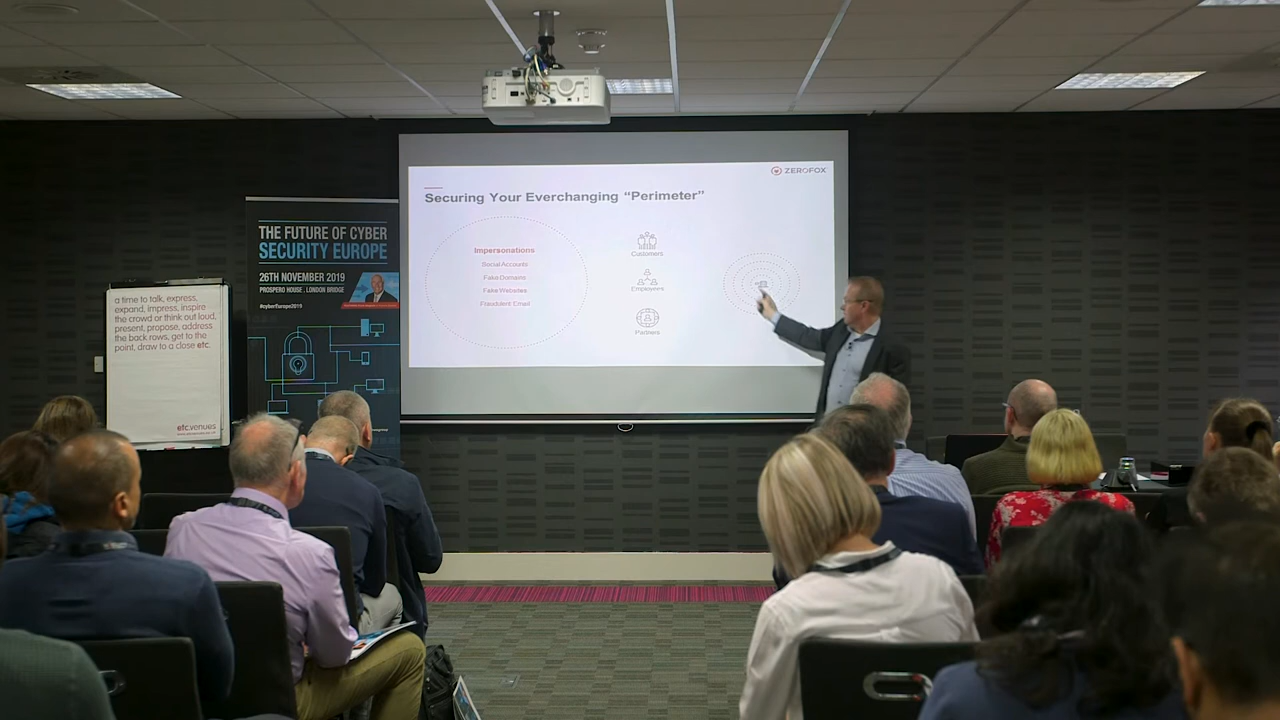 ZEROFOX
Securing Your Everchanging “Perimeter”
Impersonations
Social Accounts
Fake Domains
Fake Websites
Fraudulent Email
Customers
Employees
Partners
THE FUTURE OF CYBER
SECURITY EUROPE
26TH NOVEMBER 2019
PROSPERO HOUSE, LONDON BRIDGE
#cyberEurope2019
a time to talk, express,
expand, impress, inspire
the crowd or think out loud,
present, propose, address
the back rows, get to the
point, draw to a close etc.
etc.venues